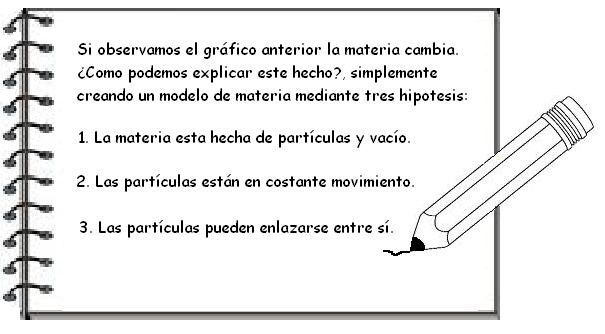 Si observamos el gráfico anterior la materia cambia.
¿Como podemos explicar este hecho?, simplemente
creando un modelo de materia mediante tres hipotesis:
1. La materia esta hecha de partículas y vacío.
2. Las partículas están en costante movimiento.
3. Las partículas pueden enlazarse entre sí.